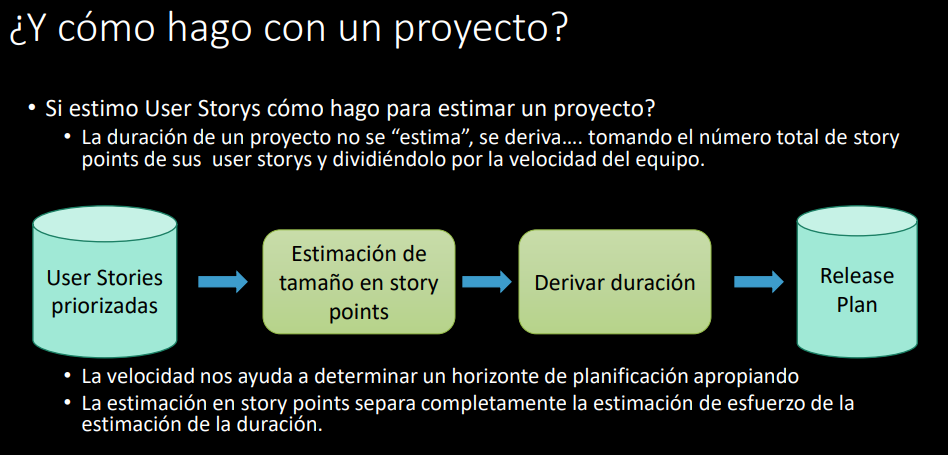 ¿Y cómo hago con un proyecto?
• Si estimo User Storys cómo hago para estimar un proyecto?
• La duración de un proyecto no se “estima”, se deriva.... tomando el número total de story
points de sus user storys y dividiéndolo por la velocidad del equipo.
User Stories
priorizadas
Estimación de
tamaño en story
points
Derivar duración
Release
Plan
• La velocidad nos ayuda a determinar un horizonte de planificación apropiando
• La estimación en story points separa completamente la estimación de esfuerzo de la
estimación de la duración.